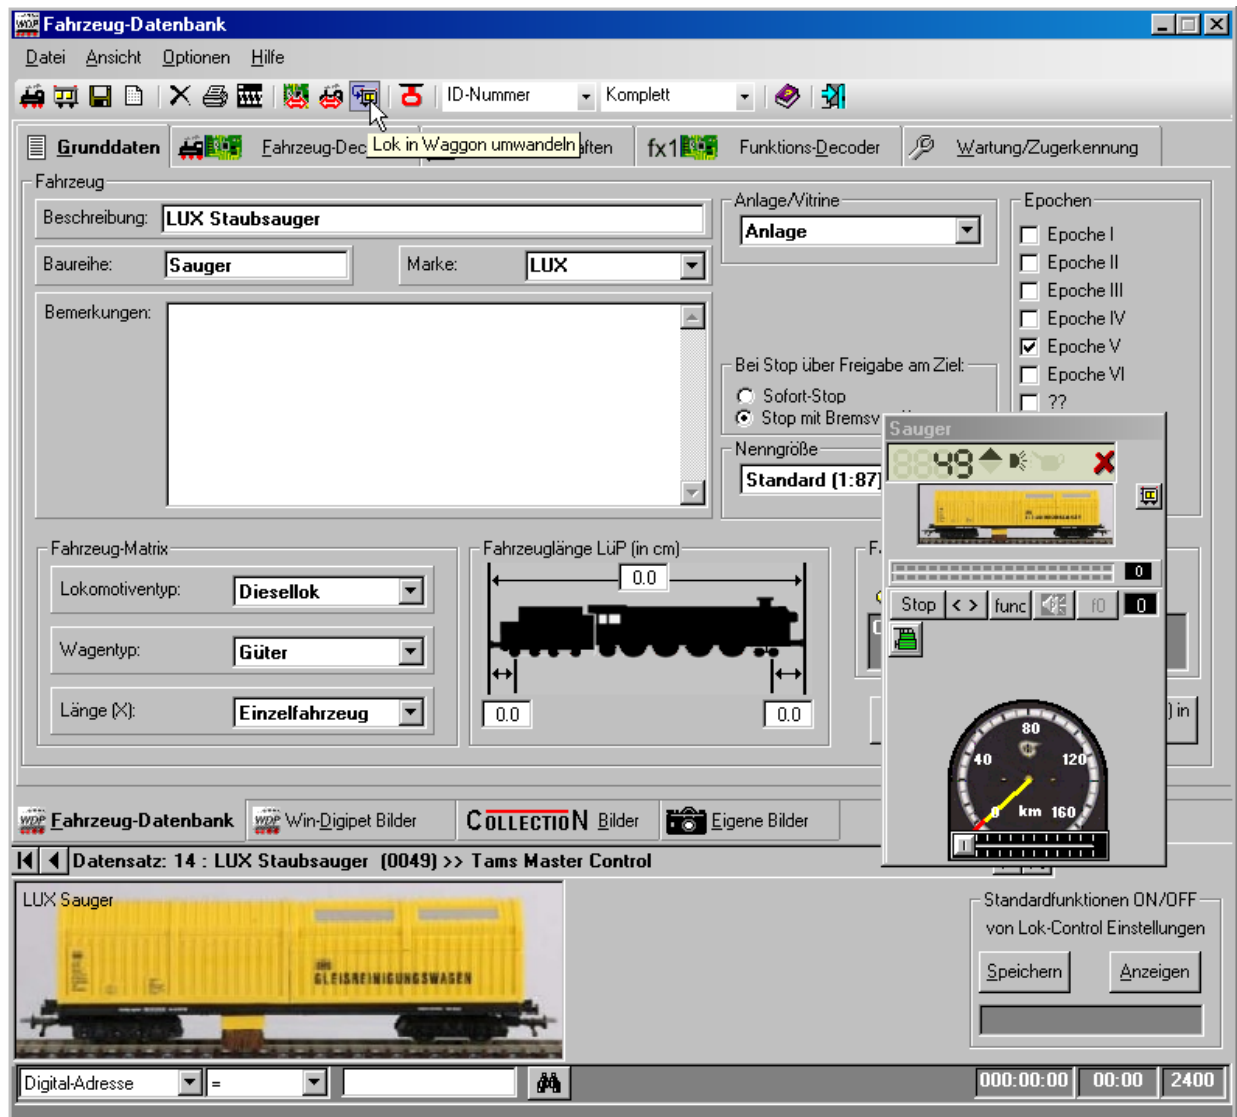 WDP Fahrzeug-Datenbank
Datei Ansicht Optionen Hilfe
ID-Nummer Komplett
Lok in Waggon umwandeln
Grunddaten Fahrzeug-Dec ften fx1 Funktions-Decoder Wartung/Zugerkennung
Fahrzeug
Beschreibung: LUX Staubsauger
Baureihe: Sauger Marke: LUX
Bemerkungen:
Anlage/Vitrine
Anlage
Epochen
Epoche I
Epoche II
Epoche III
Epoche IV
Epoche V
Epoche VI
??
Bei Stop über Freigabe am Ziel:
Sofort-Stop
Stop mit Bremsv
Nenngröße
Standard (1:87)
Fahrzeug-Matrix
Lokomotiventyp: Diesellok
Wagentyp: Güter
Länge (X): Einzelfahrzeug
Fahrzeuglänge LüP (in cm)
0.0
0.0 0.0
F
) in
Sauger
49
0
Stop < > func f0 0
80
40 120
0 km 160
WDP Fahrzeug-Datenbank WDP Win-Digipet Bilder COLLECTION Bilder Eigene Bilder
Datensatz: 14 : LUX Staubsauger (0049) >> Tams Master Control
LUX Sauger
GLEISREINIGUNGSWAGEN
Standardfunktionen ON/OFF
von Lok-Control Einstellungen
Speichern Anzeigen
Digital-Adresse = 000:00:00 00:00 2400